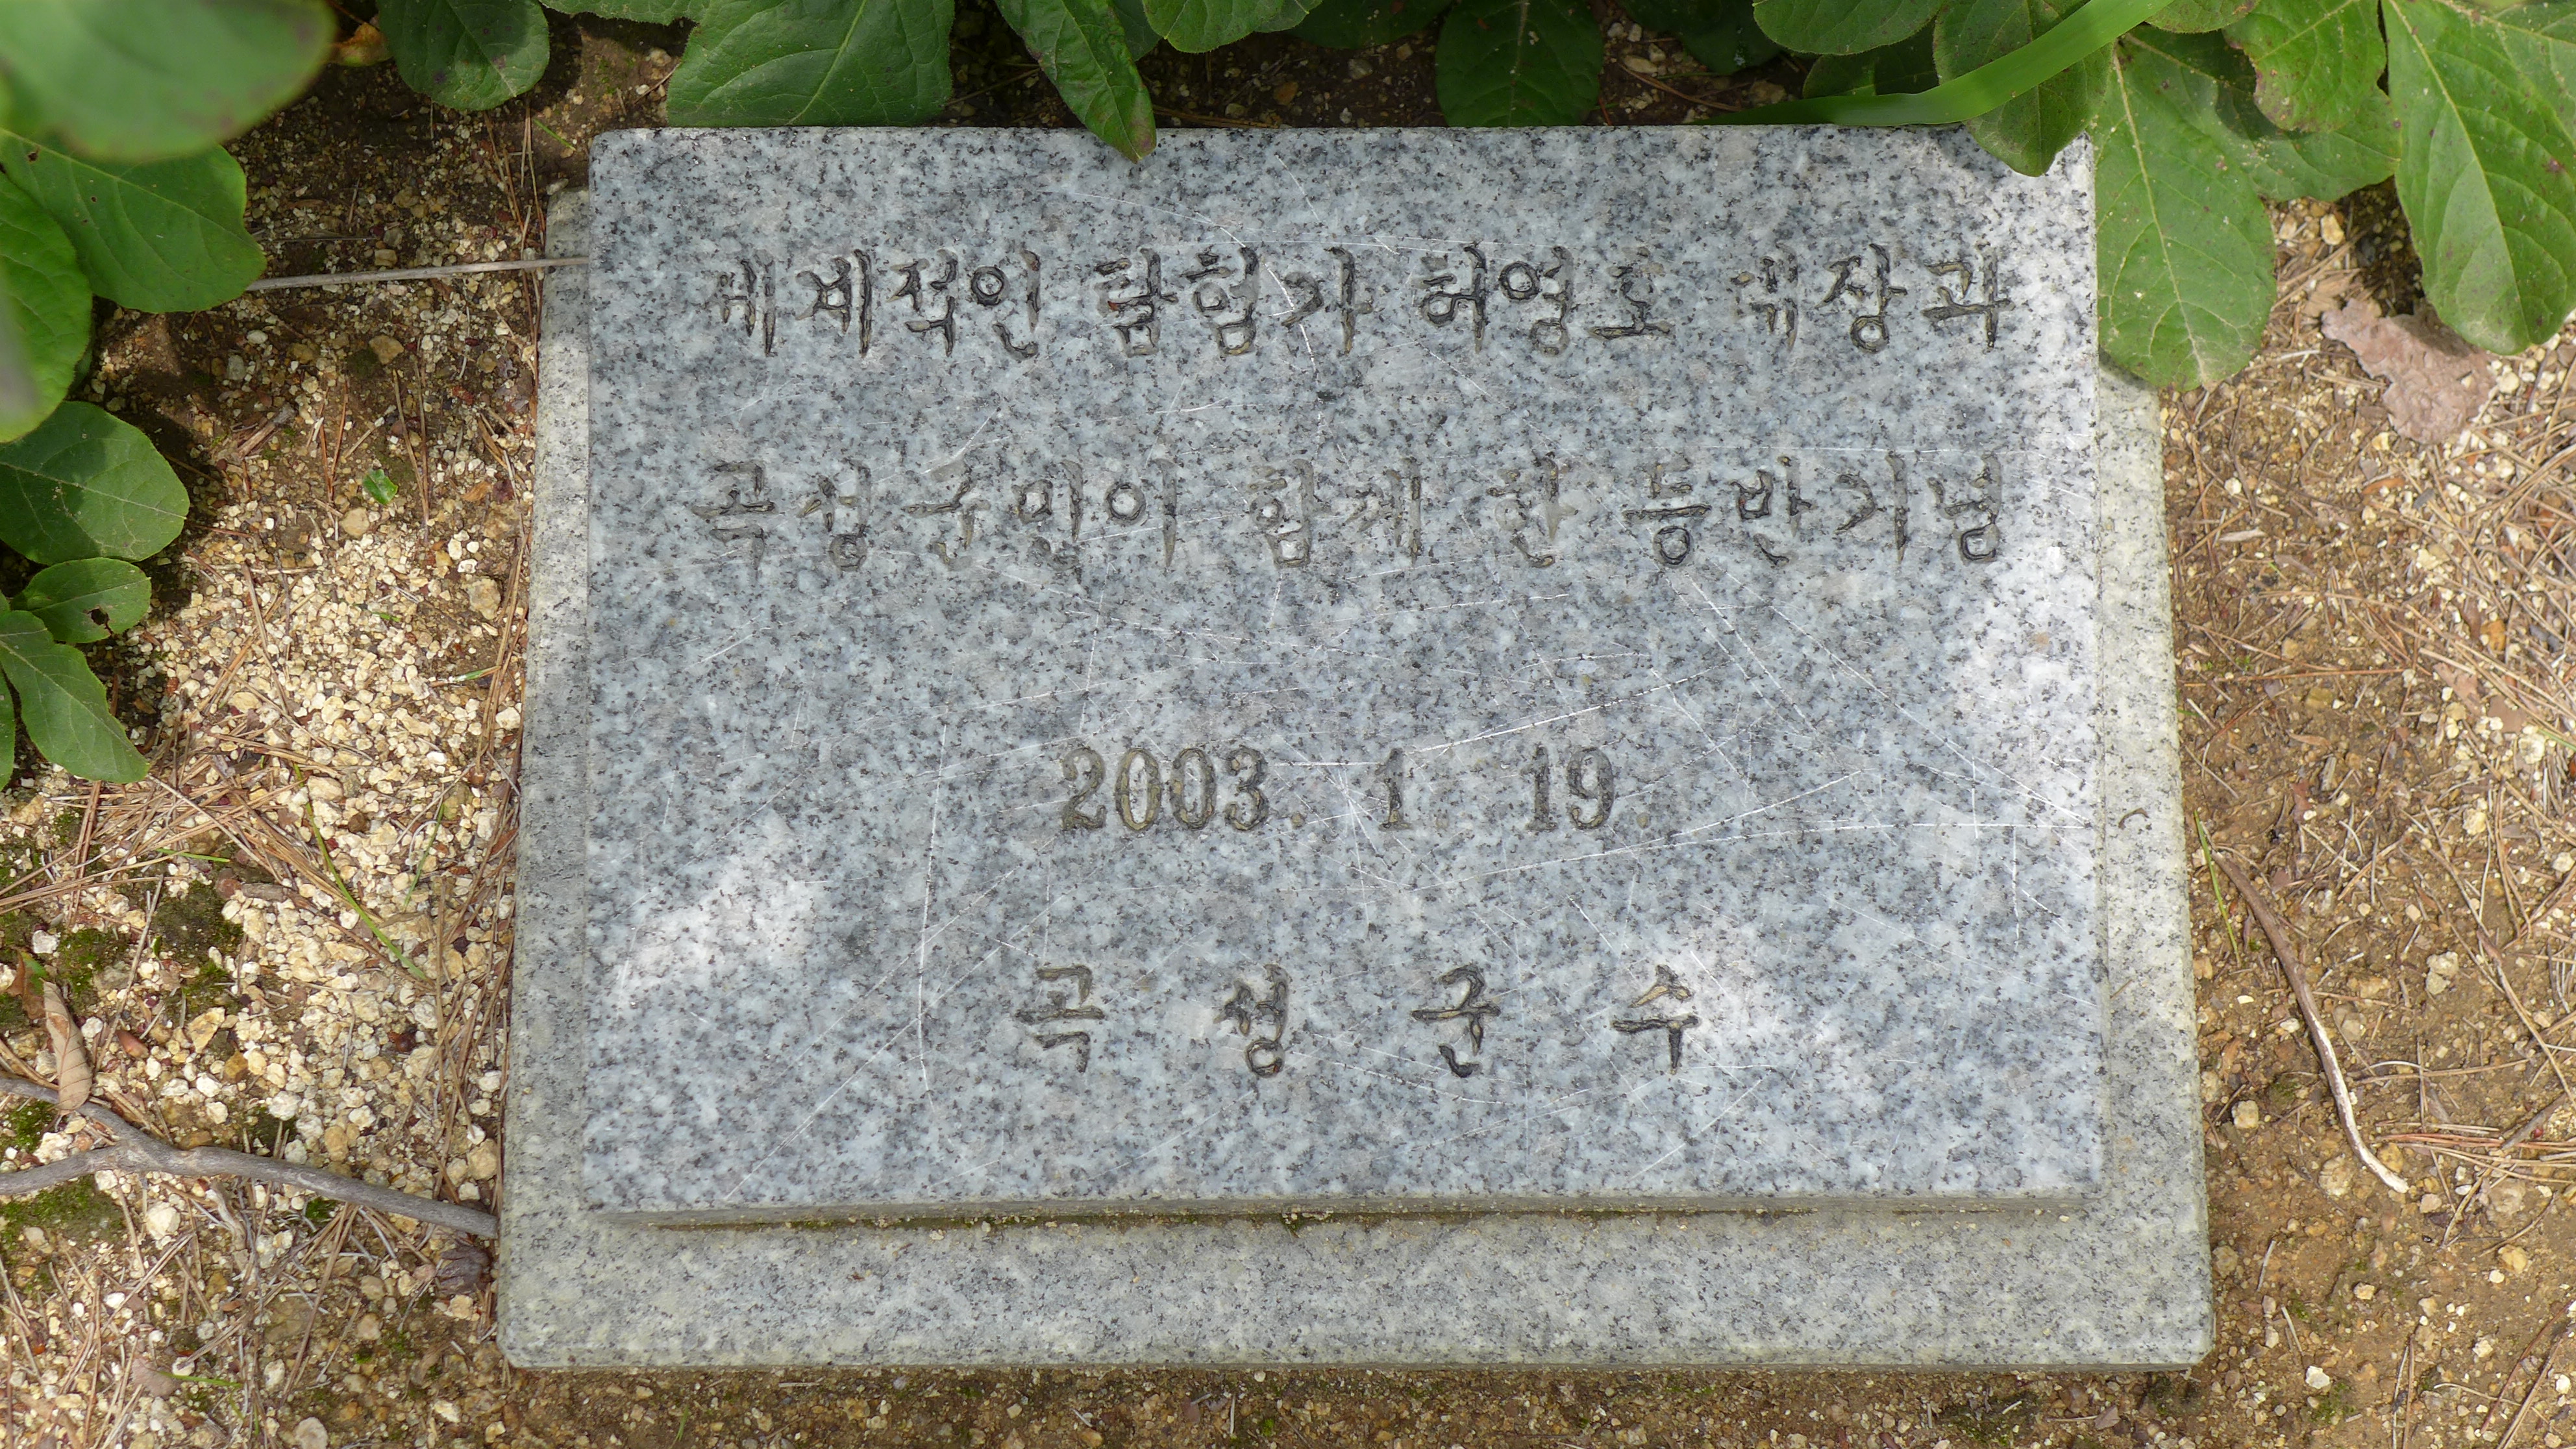 세계적인 탐험가 허영호 대장과
곡성군민이 함께 한 등반기념
2003. 1. 19.
곡성군수